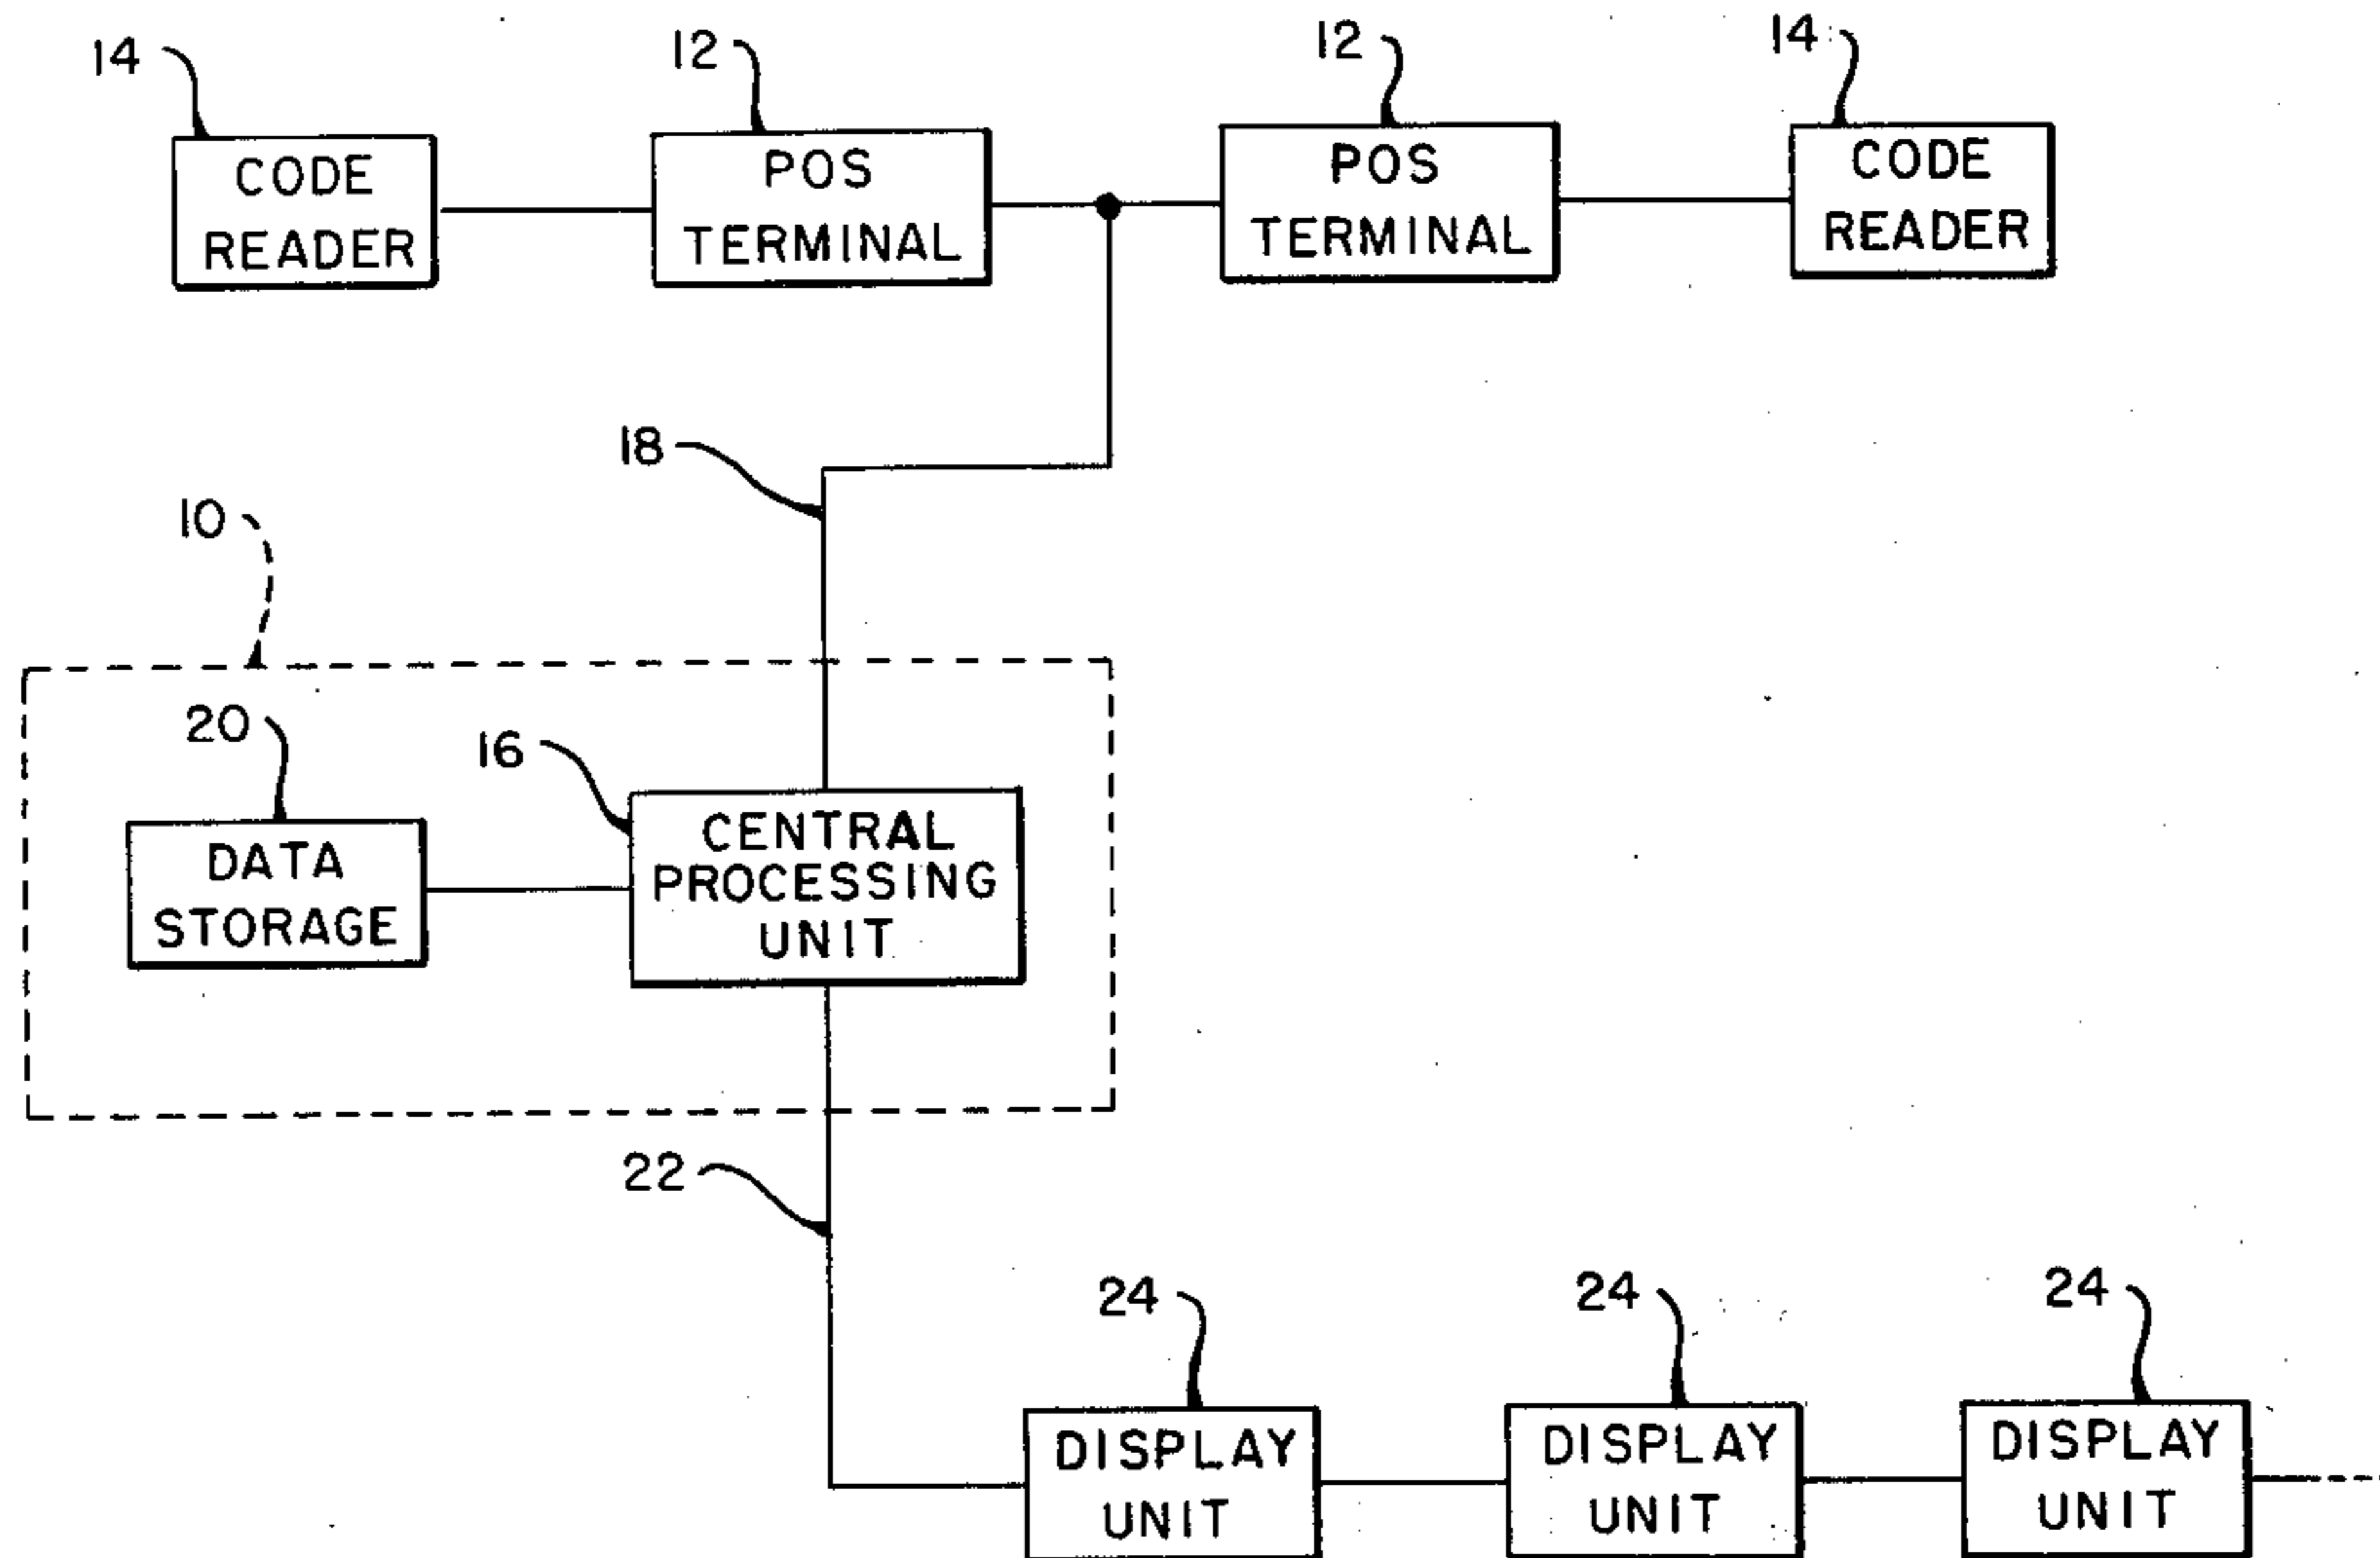 14
12
12
14
CODE
READER
POS
TERMINAL
POS
TERMINAL
CODE
READER
18
10
20
16
DATA
STORAGE
CENTRAL
PROCESSING
UNIT
22
24
24
24
DISPLAY
UNIT
DISPLAY
UNIT
DISPLAY
UNIT